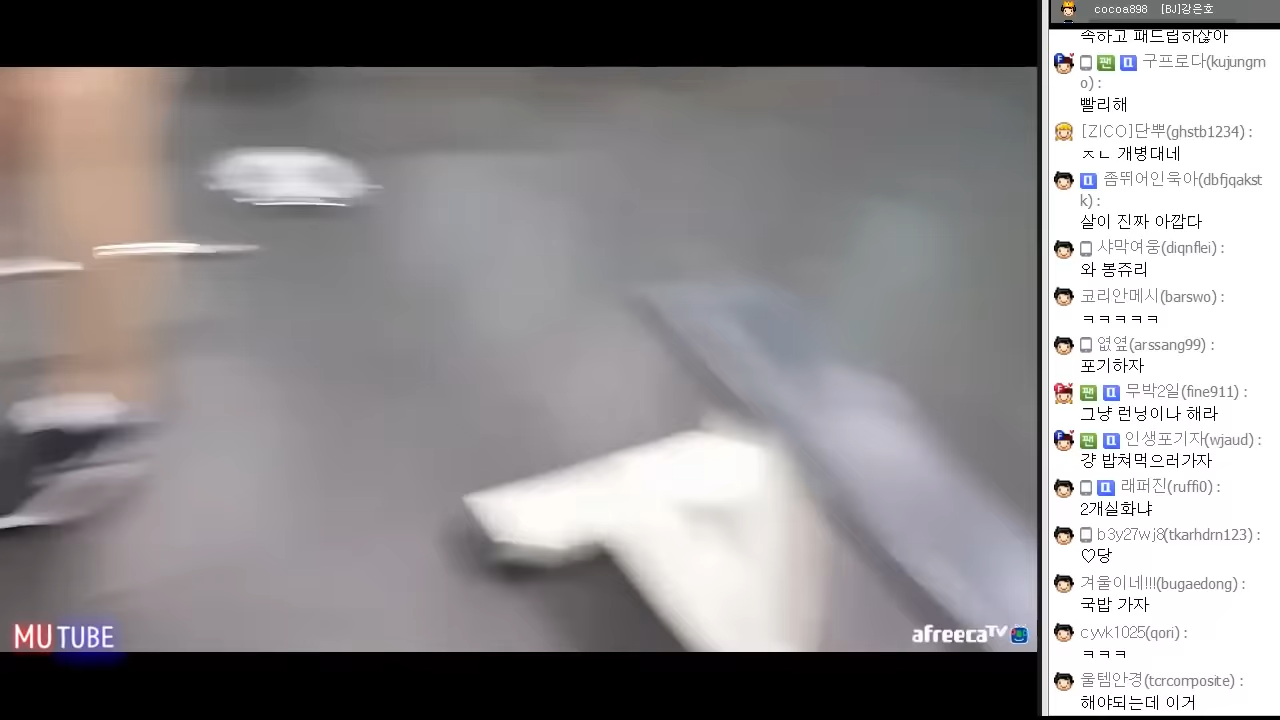 cocoa898 [BJ]강은호
속하고 패드립하잖아
구프로다(kujungm
o) :
빨리해
[ZICO]단뿌(ghstb1234) :
ㅈㄴ 개병대네
좀뛰어인욱아(dbfjqakst
k) :
살이 진짜 아깝다
샤막여웅(diqnflei) :
와 봉쥬리
코리안메시(barswo) :
ㅋㅋㅋㅋㅋ
없옆(arssang99) :
포기하자
팬 무박2일(fine911) :
그냥 런닝이나 해라
팬 인생포기자(wjaud) :
걍 밥쳐먹으러가자
래퍼진(ruffi0) :
2개실화냐
b3y27wj8(tkarhdrn123) :
♡당
겨울이네!!!(bugaedong) :
국밥 가자
cyvk1025(qori) :
ㅋㅋㅋ
울템안경(tcrcomposite) :
해야되는데 이거
MUTUBE
afreecaTV